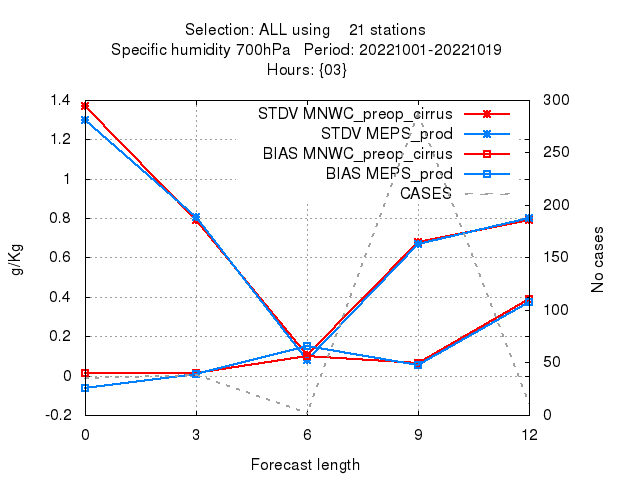 Selection: ALL using 21 stations
Specific humidity 700hPa Period: 20221001-20221019
Hours: {03}
STDV MNWC_preop_cirrus
STDV MEPS_prod
BIAS MNWC_preop_cirrus
BIAS MEPS_prod
CASES
g/Kg
1.4
1.2
1
0.8
0.6
0.4
0.2
0
-0.2
300
250
200
150
100
50
0
No cases
0 3 6 9 12
Forecast length